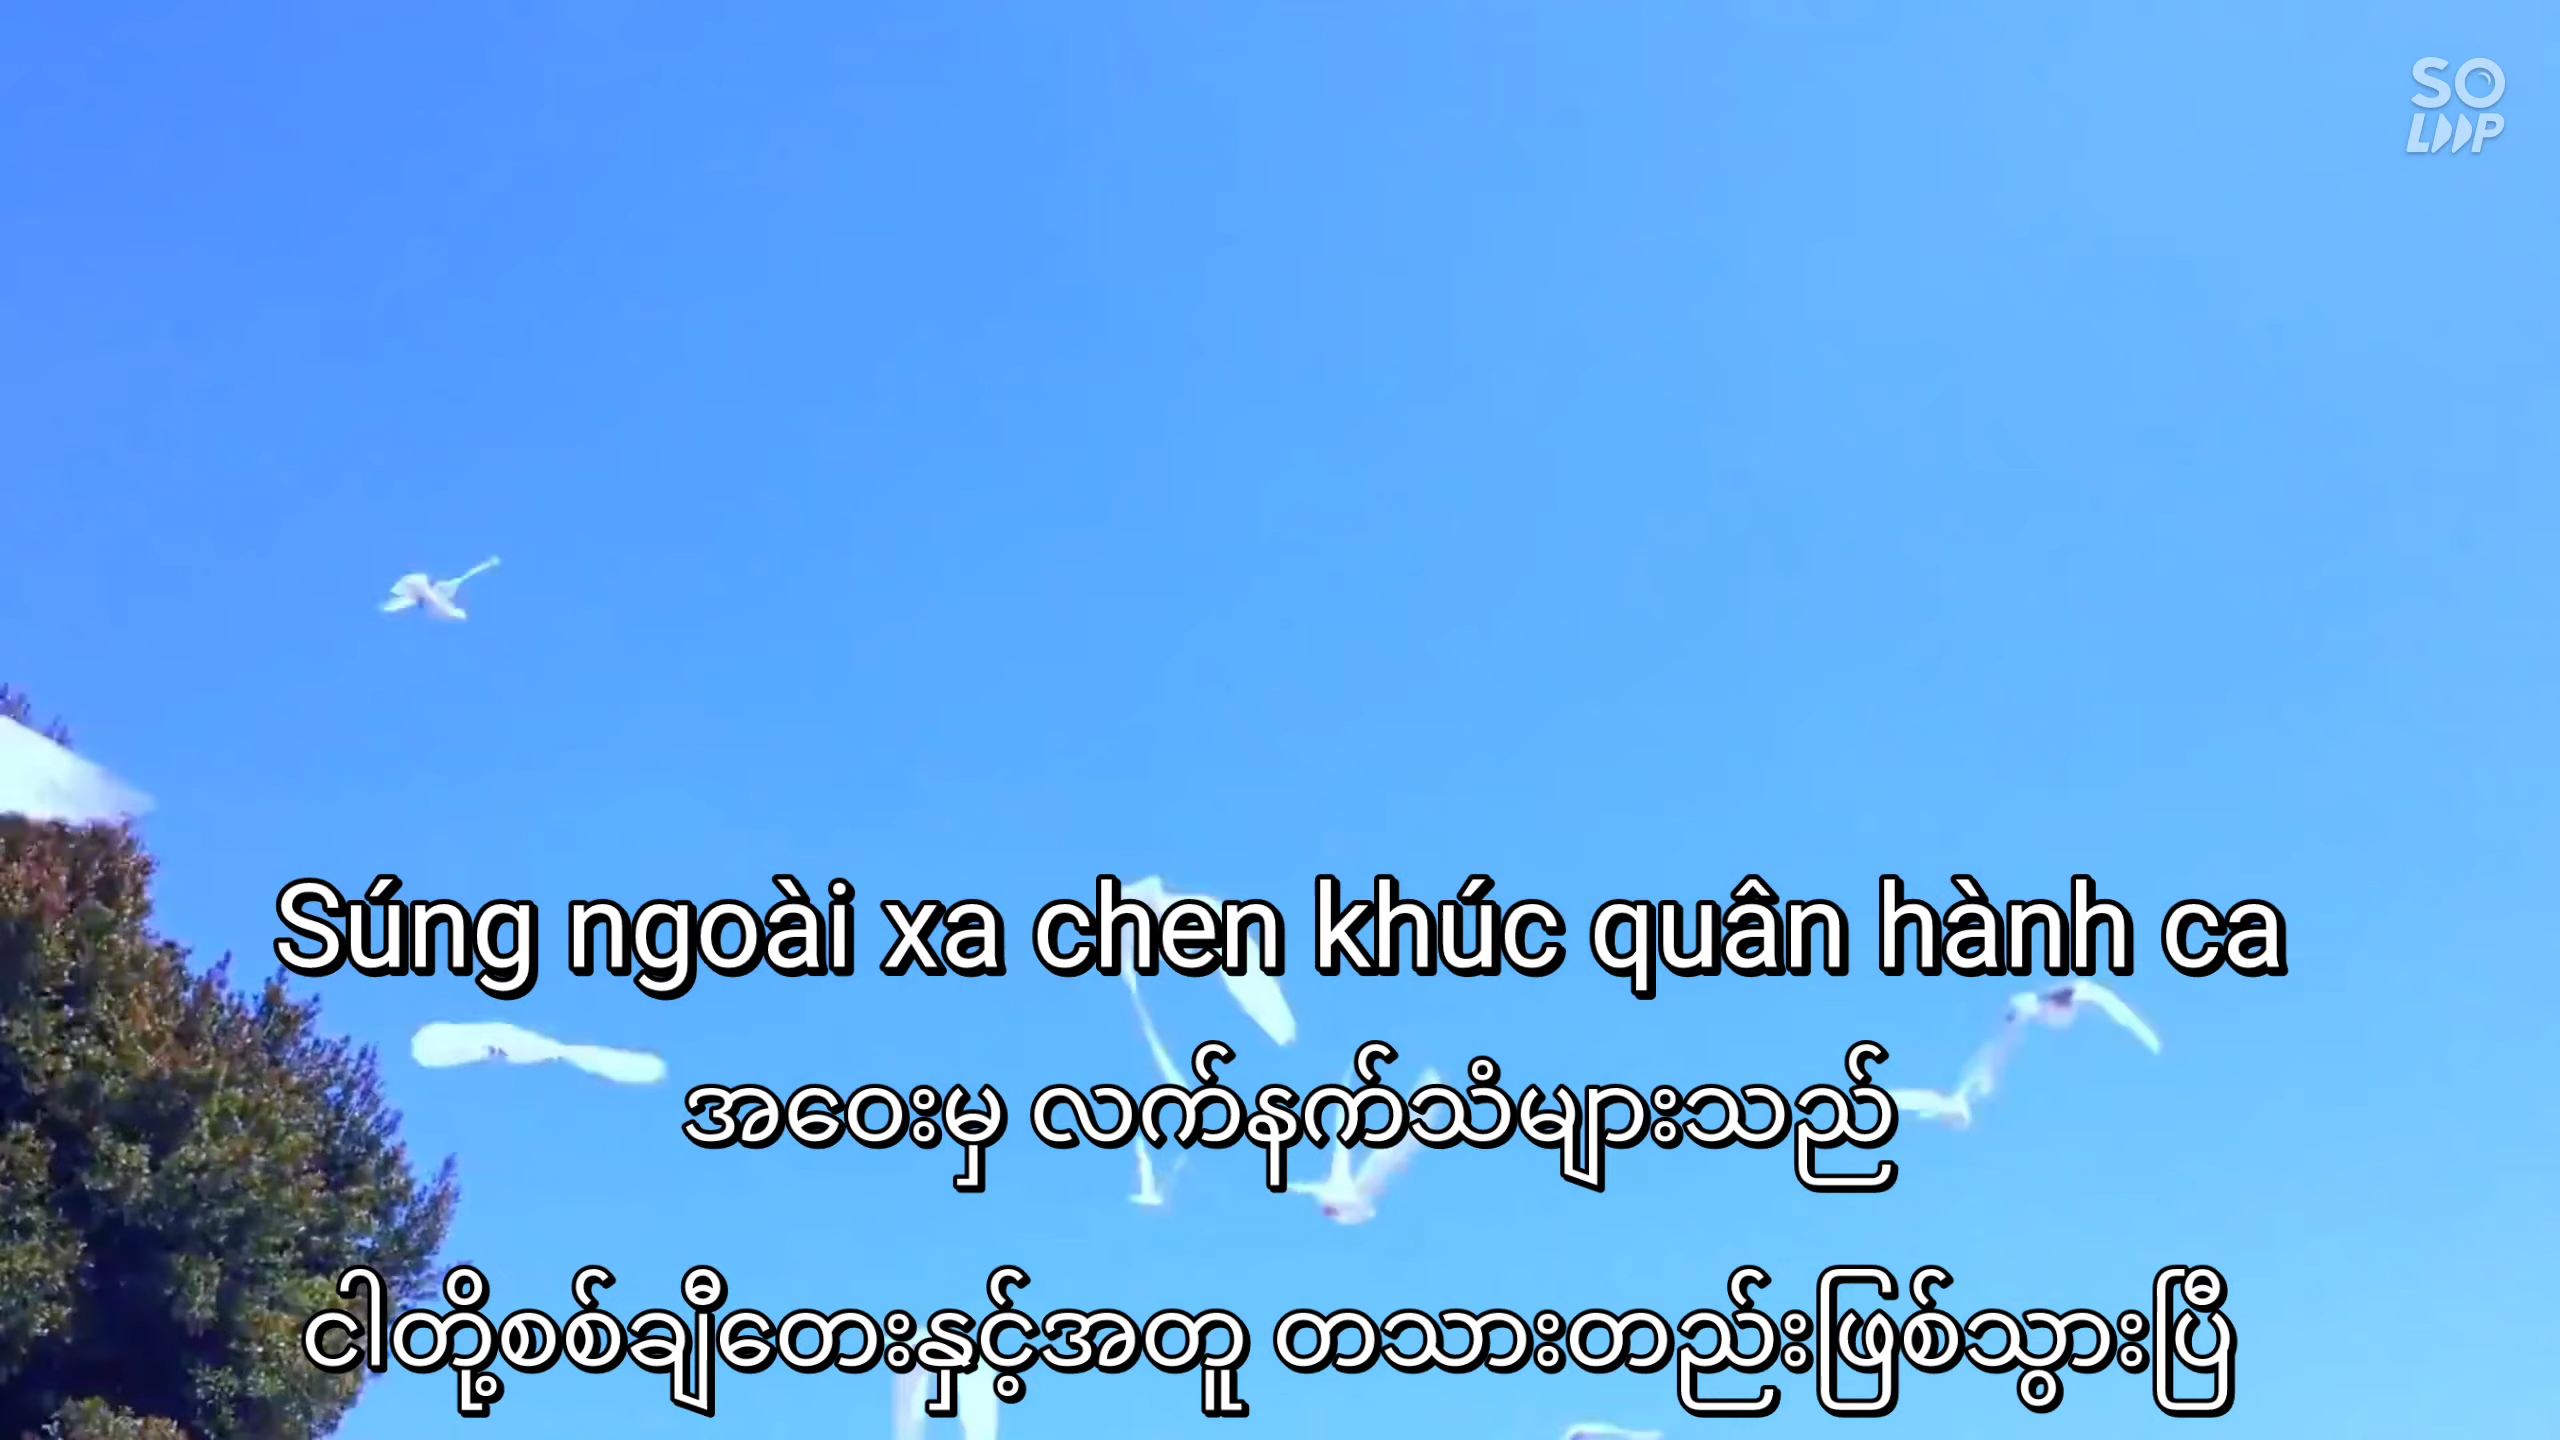 SO
LOOP
Súng ngoài xa chen khúc quân hành ca
အဝေးမှ လက်နက်သံများသည်
ငါတို့စစ်ချီတေးနှင့်အတူ တသားတည်းဖြစ်သွားပြီ